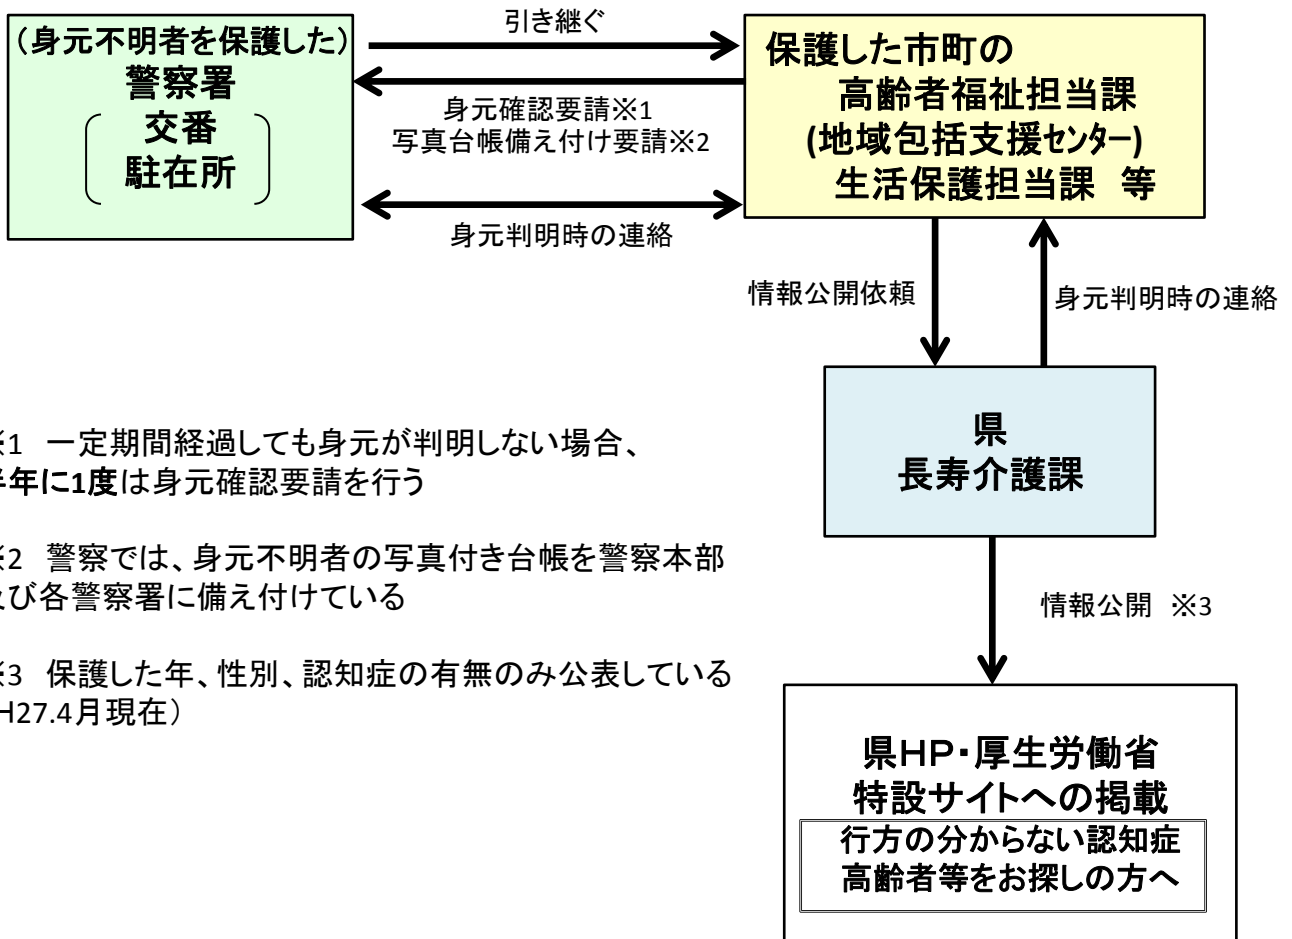 (身元不明者を保護した)
警察署
交番
駐在所
引き継ぐ
身元確認要請※1
写真台帳備え付け要請※2
身元判明時の連絡
保護した市町の
高齢者福祉担当課
(地域包括支援センター)
生活保護担当課 等
情報公開依頼
身元判明時の連絡
県
長寿介護課
※1 一定期間経過しても身元が判明しない場合、
半年に1度は身元確認要請を行う
※2 警察では、身元不明者の写真付き台帳を警察本部
及び各警察署に備え付けている
※3 保護した年、性別、認知症の有無のみ公表している
H27.4月現在)
情報公開 ※3
県HP・厚生労働省
特設サイトへの掲載
行方の分からない認知症
高齢者等をお探しの方へ